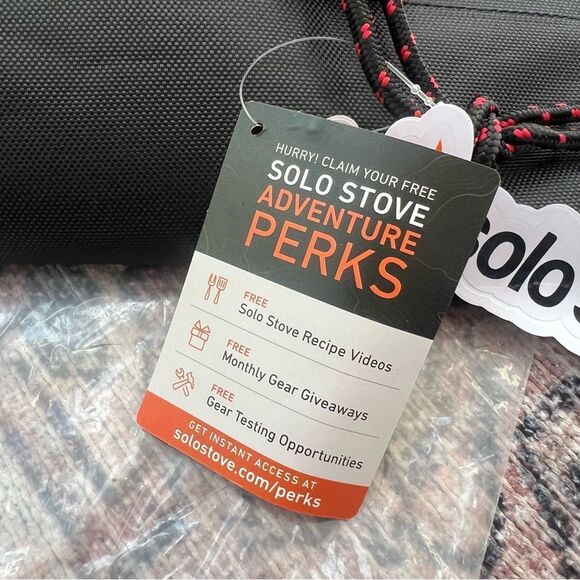 HURRY! CLAIM YOUR FREE
SOLO STOVE
ADVENTURE
PERKS
FREE
Solo Stove Recipe Videos
FREE
Monthly Gear Giveaways
FREE
Gear Testing Opportunities
GET INSTANT ACCESS AT
solostove.com/perks
solo